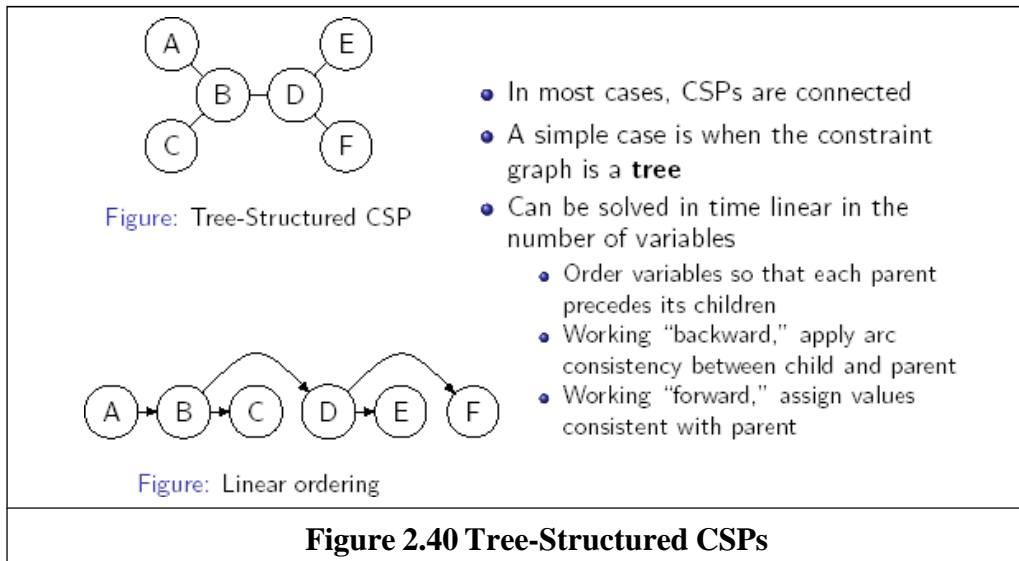 A
E
B
D
C
F
Figure: Tree-Structured CSP
A
B
C
D
E
F
Figure: Linear ordering
In most cases, CSPs are connected
A simple case is when the constraint
graph is a tree
Can be solved in time linear in the
number of variables
Order variables so that each parent
precedes its children
Working “backward,” apply arc
consistency between child and parent
Working “forward,” assign values
consistent with parent
Figure 2.40 Tree-Structured CSPs